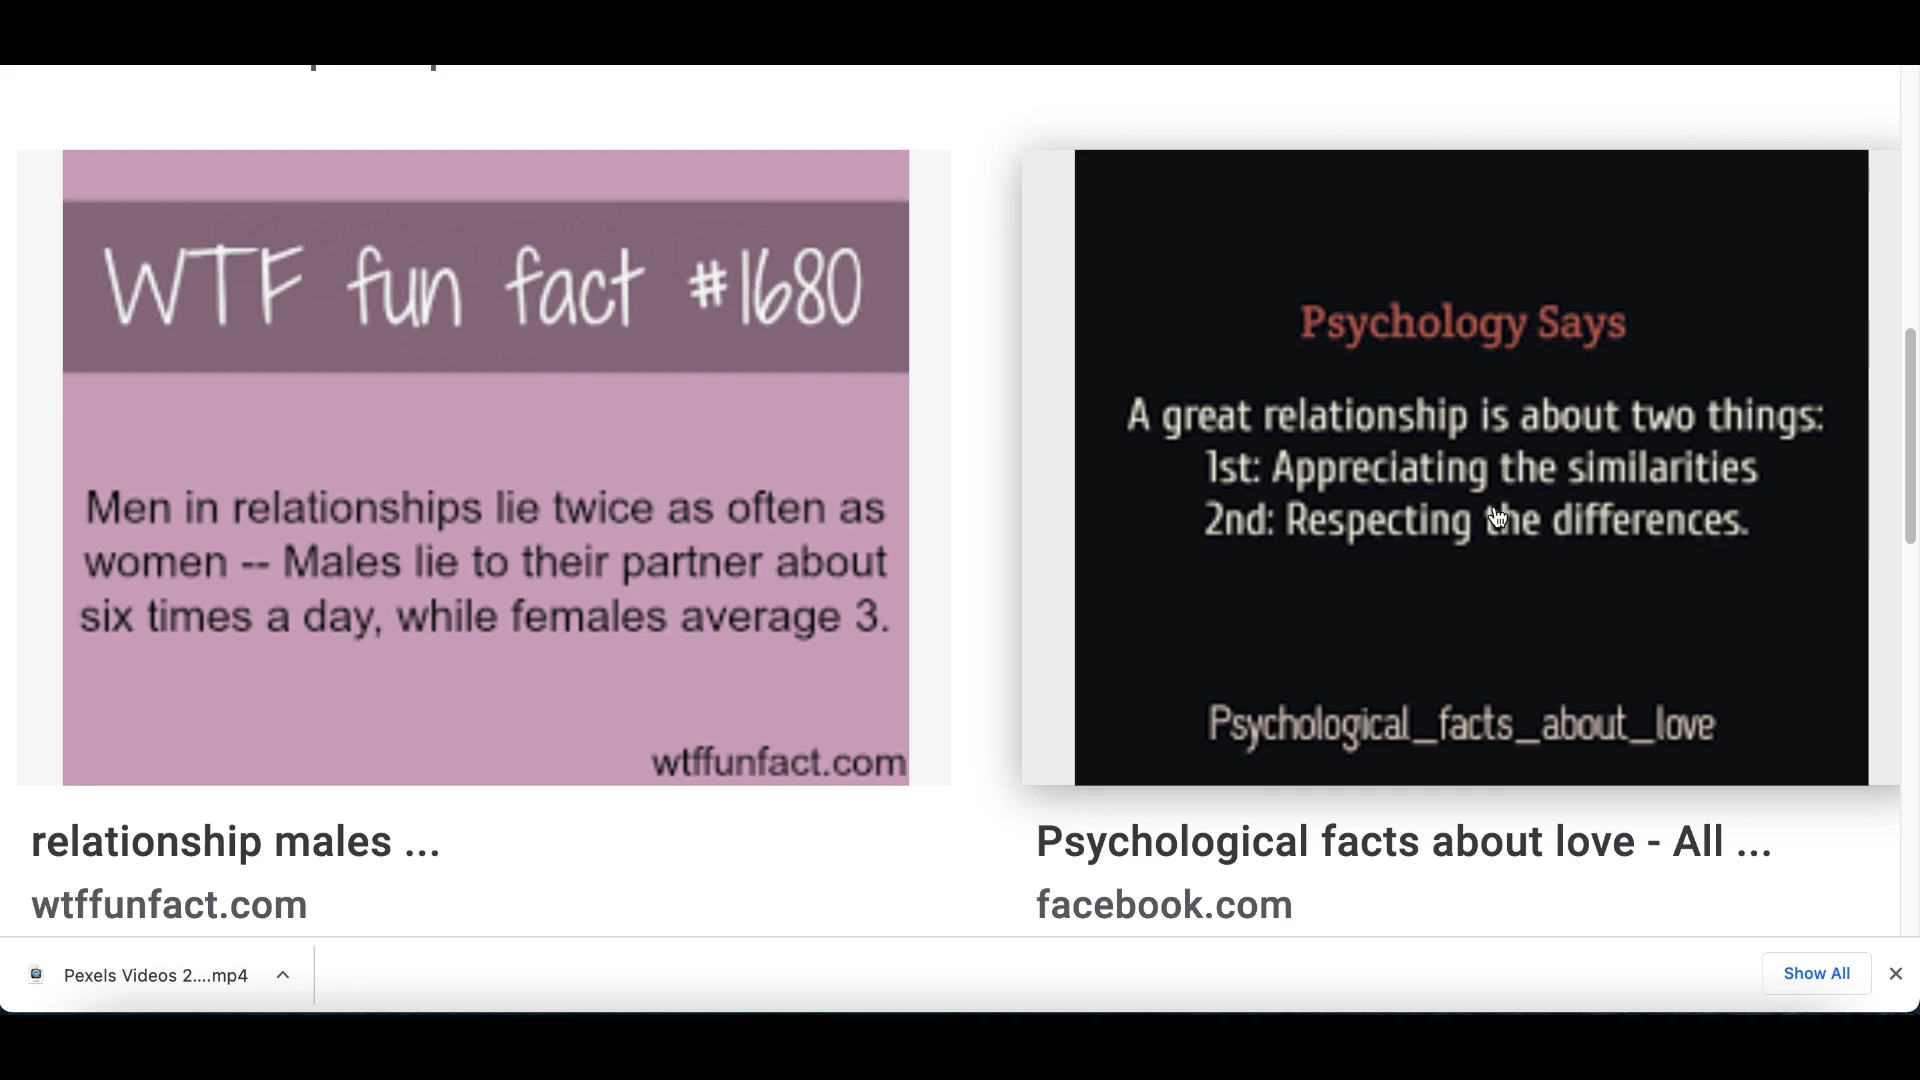 WTF fun fact #1680
Men in relationships lie twice as often as
women -- Males lie to their partner about
six times a day, while females average 3.
wtffunfact.com
relationship males ...
wtffunfact.com
Psychology Says
A great relationship is about two things:
1st: Appreciating the similarities
2nd: Respecting the differences.
Psychological_facts_about_love
Psychological facts about love - All ...
facebook.com
Pexels Videos 2....mp4
Show All